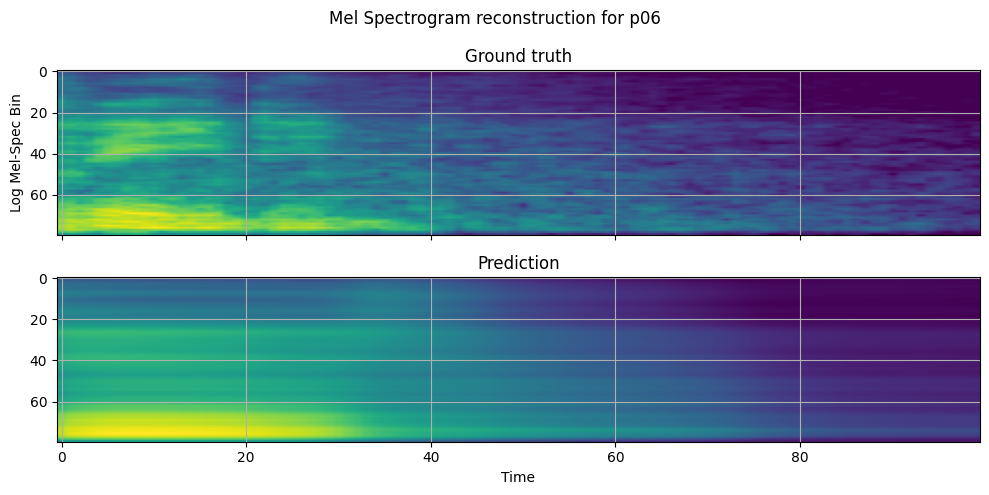 Mel Spectrogram reconstruction for p06
Ground truth
Log Mel-Spec Bin
0
20
40
60
Prediction
0
20
40
60
0 20 40 60 80
Time